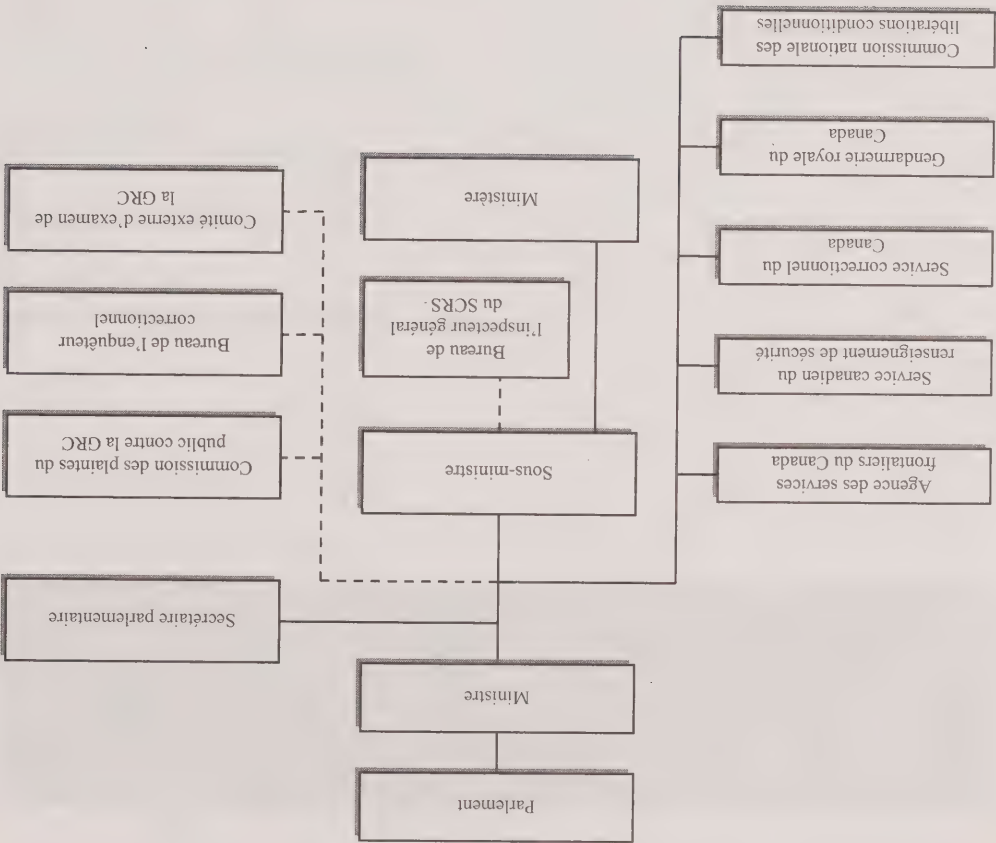 Parlement
Ministre
Secrétaire parlementaire
Agence des services
frontaliers du Canada
Service canadien du
renseignement de sécurité
Service correctionnel du
Canada
Gendarmerie royale du
Canada
Commission nationale des
libérations conditionnelles
Sous-ministre
Bureau de
l'inspecteur général
du SCRS
Ministère
Commission des plaintes du
public contre la GRC
Bureau de l'enquêteur
correctionnel
Comité externe d'examen de
la GRC